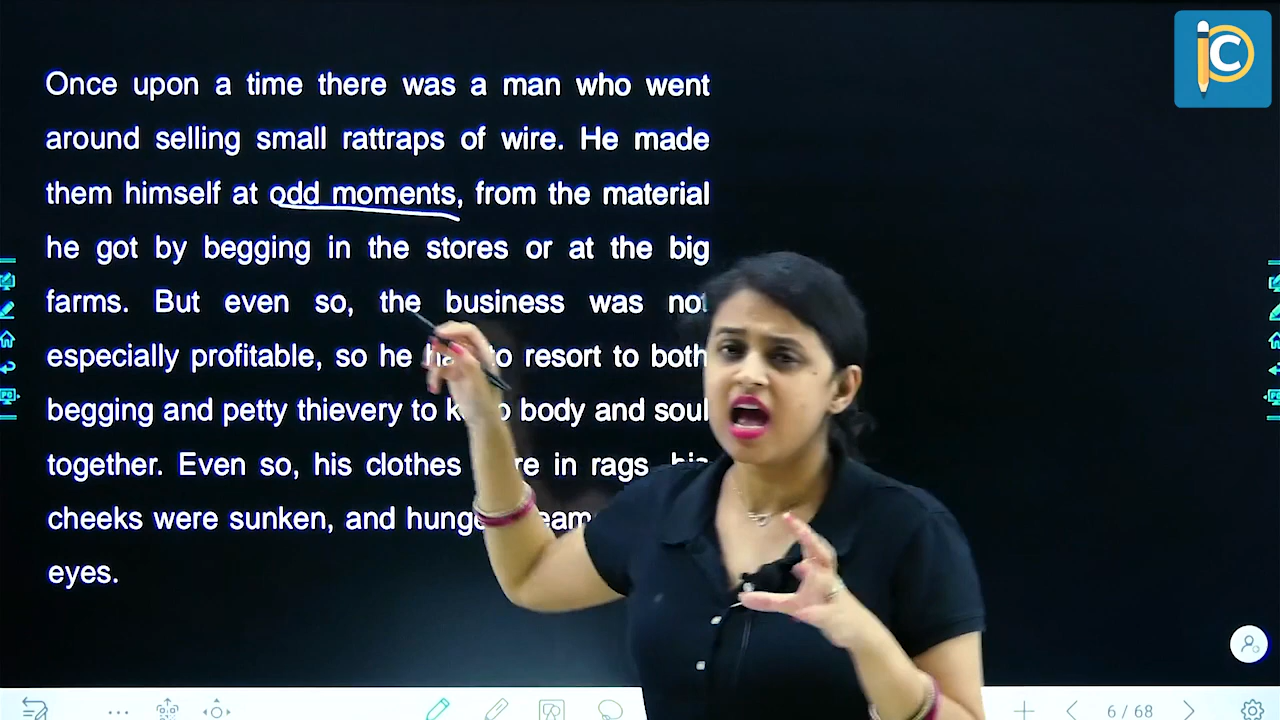 Once upon a time there was a man who went
around selling small rattraps of wire. He made
them himself at odd moments, from the material
he got by begging in the stores or at the big
farms. But even so, the business was not
especially profitable, so he to resort to both
begging and petty thievery to body and soul
together. Even so, his clothes in rags, his
cheeks were sunken, and
eyes.
6 / 68